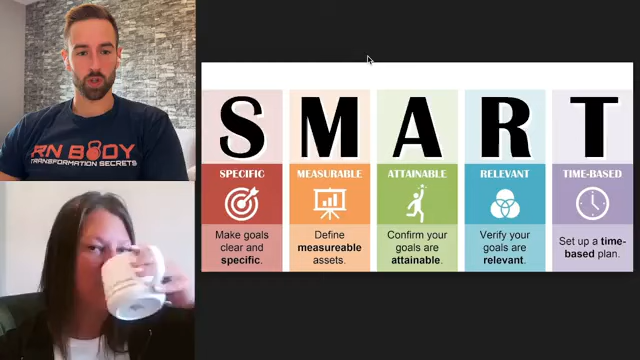 RN BODY
TRANSFORMATION SECRETS
S M A R T
SPECIFIC
MEASURABLE
ATTAINABLE
RELEVANT
TIME-BASED
Make goals
clear and
specific.
Define
measureable
assets.
Confirm your
goals are
attainable.
Verify your
goals are
relevant.
Set up a time-
based plan.